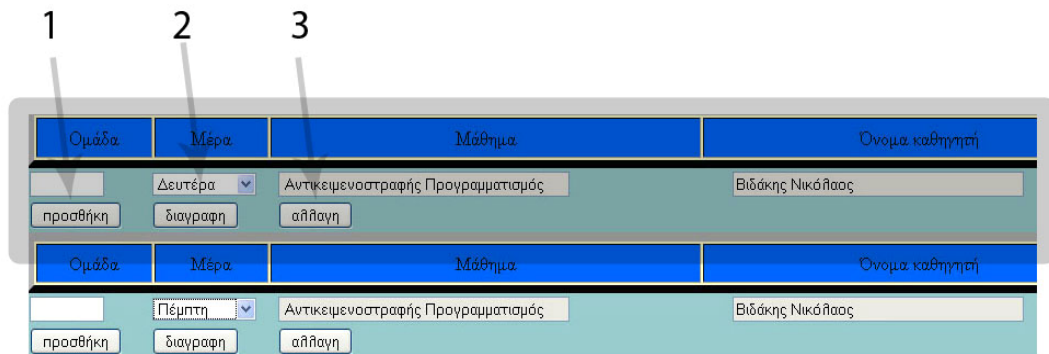 1 2 3
Ομάδα Μέρα Μάθημα Όνομα καθηγητή
Δευτέρα Αντικειμενοστραφής Προγραμματισμός Βιδάκης Νικόλαος
προσθήκη διαγραφη αλλαγη
Ομάδα Μέρα Μάθημα Όνομα καθηγητή
Πέμπτη Αντικειμενοστραφής Προγραμματισμός Βιδάκης Νικόλαος
προσθήκη διαγραφη αλλαγη